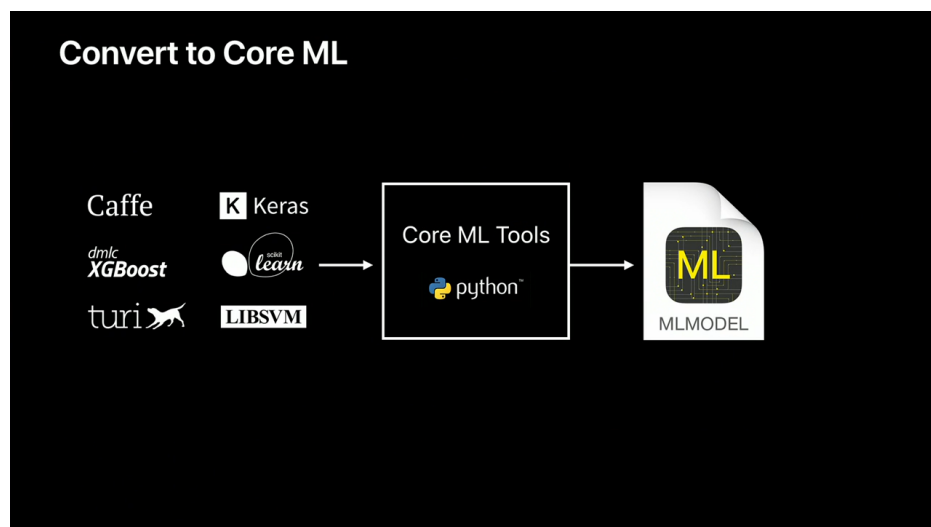 Convert to Core ML
Caffe
K Keras
dmlc
XGBoost
scikit
learn
turi
LIBSVM
Core ML Tools
python™
ML
MLMODEL